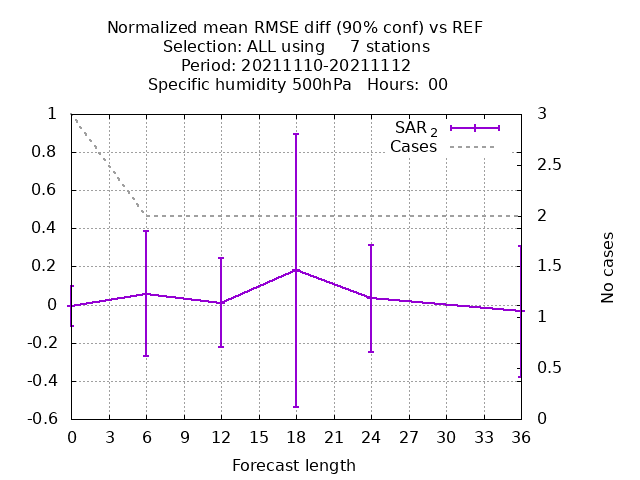 Normalized mean RMSE diff (90% conf) vs REF
Selection: ALL using     7 stations
Period: 20211110-20211112
Specific humidity 500hPa   Hours:  00
1
0.8
0.6
0.4
0.2
0
-0.2
-0.4
-0.6
SAR 2
Cases
3
2.5
2
1.5
1
0.5
0
No cases
0 3 6 9 12 15 18 21 24 27 30 33 36
Forecast length